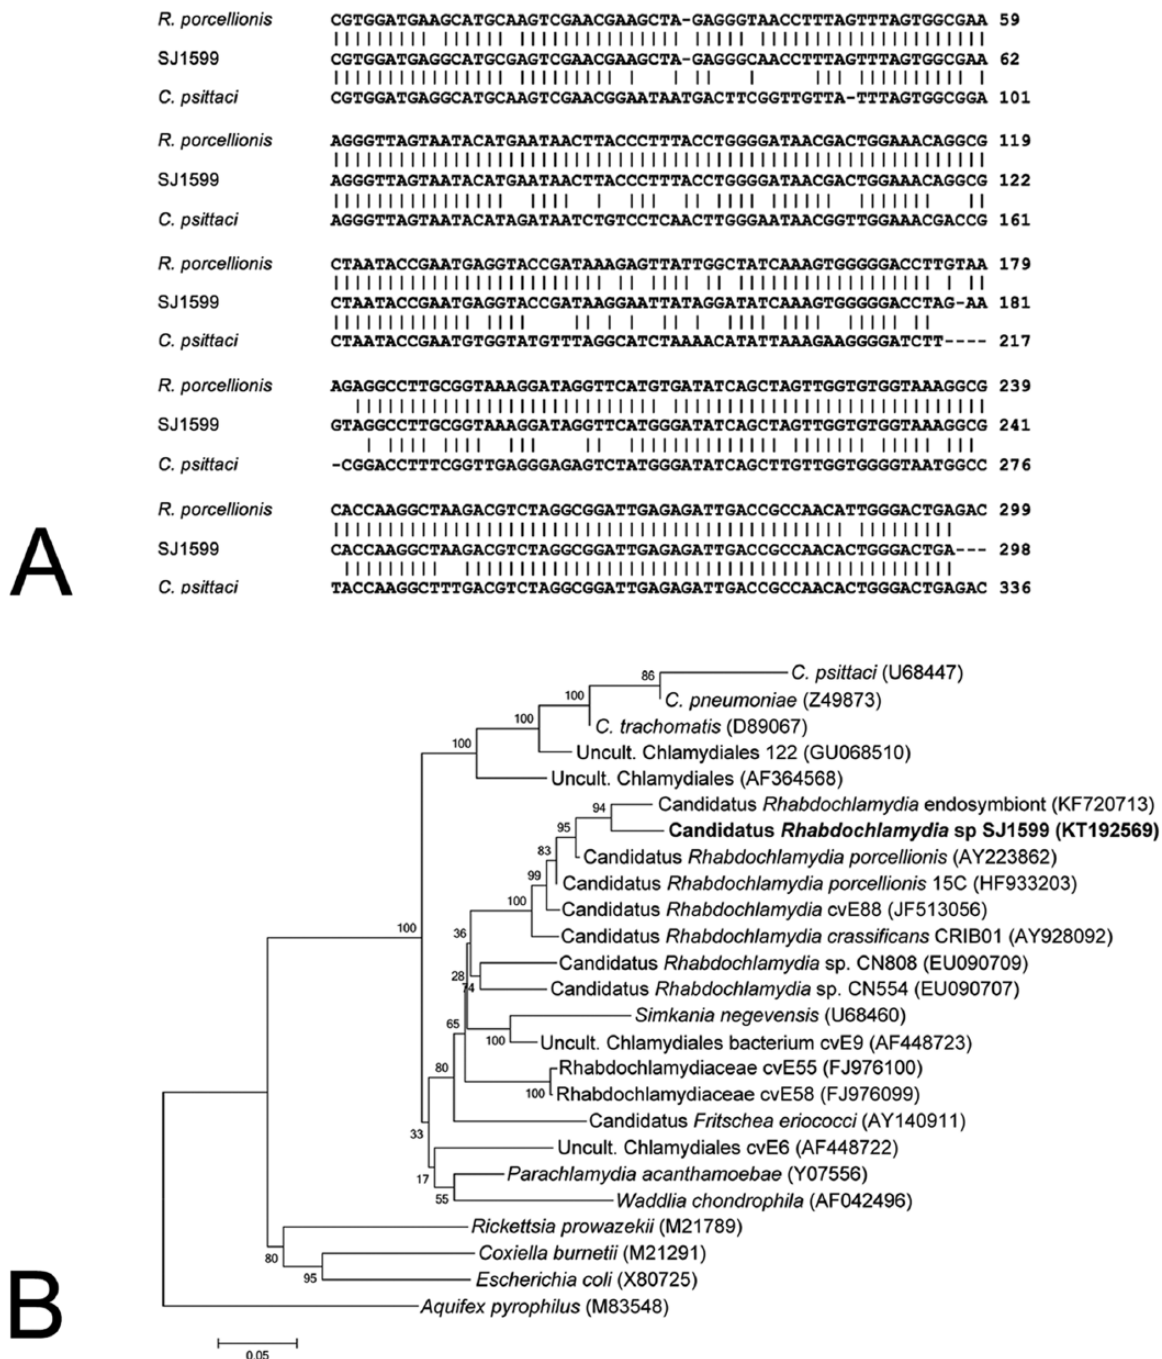 R. porcellionis CGTGGATGAAGCATGCAAGTCGAACGAAGCTA-GAGGGTAACCTTTAGTTTAGTGGCGAA 59
SJ1599 CGTGGATGAGGCATGCGAGTCGAACGAAGCTA-GAGGGCAACCTTTAGTTTAGTGGCGAA 62
C. psittaci CGTGGATGAGGCATGCAAGTCGAACGGAATAATGACTTCGGTTGTTA-TTTAGTGGCGGA 101
R. porcellionis AGGGTTAGTAATACATGAATAACTTACCCTTTACCTGGGGATAACGACTGGAAACAGGCG 119
SJ1599 AGGGTTAGTAATACATGAATAACTTACCCTTTACCTGGGGATAACGACTGGAAACAGGCG 122
C. psittaci AGGGTTAGTAATACATAGATAATCTGTCCTCAACTTGGGAATAACGGTTGGAAACGACCG 161
R. porcellionis CTAATACCGAATGAGGTACCGATAAAGAGTTATTGGCTATCAAAGTGGGGGACCTTGTAA 179
SJ1599 CTAATACCGAATGAGGTACCGATAAGGAATTATAGGATATCAAAGTGGGGGACCTAG-AA 181
C. psittaci CTAATACCGAATGTGGTATGTTTAGGCATCTAAAACATATTAAAGAAGGGGATCTT---- 217
R. porcellionis AGAGGCCTTGCGGTAAAGGATAGGTTCATGTGATATCAGCTAGTTGGTGTGGTAAAGGCG 239
SJ1599 GTAGGCCTTGCGGTAAAGGATAGGTTCATGGGATATCAGCTAGTTGGTGTGGTAAAGGCG 241
C. psittaci -CGGACCTTTCGGTTGAGGGAGAGTCTATGGGATATCAGCTTGTTGGTGGGGTAATGGCC 276
R. porcellionis CACCAAGGCTAAGACGTCTAGGCGGATTGAGAGATTGACCGCCAACATTGGGACTGAGAC 299
SJ1599 CACCAAGGCTAAGACGTCTAGGCGGATTGAGAGATTGACCGCCAACACTGGGACTGA--- 298
C. psittaci TACCAAGGCTTTGACGTCTAGGCGGATTGAGAGATTGACCGCCAACACTGGGACTGAGAC 336
A
86 C. psittaci (U68447)
C. pneumoniae (Z49873)
100 C. trachomatis (D89067)
100 Uncult. Chlamydiales 122 (GU068510)
100 Uncult. Chlamydiales (AF364568)
94 Candidatus Rhabdochlamydia endosymbiont (KF720713)
95 Candidatus Rhabdochlamydia sp SJ1599 (KT192569)
83 Candidatus Rhabdochlamydia porcellionis (AY223862)
99 Candidatus Rhabdochlamydia porcellionis 15C (HF933203)
100 Candidatus Rhabdochlamydia cvE88 (JF513056)
100 36 Candidatus Rhabdochlamydia crassificans CRIB01 (AY928092)
28 Candidatus Rhabdochlamydia sp. CN808 (EU090709)
74 Candidatus Rhabdochlamydia sp. CN554 (EU090707)
65 Simkania negevensis (U68460)
100 Uncult. Chlamydiales bacterium cvE9 (AF448723)
80 Rhabdochlamydiaceae cvE55 (FJ976100)
100 Rhabdochlamydiaceae cvE58 (FJ976099)
Candidatus Fritschea eriococci (AY140911)
33 Uncult. Chlamydiales cvE6 (AF448722)
17 Parachlamydia acanthamoebae (Y07556)
55 Waddlia chondrophila (AF042496)
Rickettsia prowazekii (M21789)
80 Coxiella burnetii (M21291)
95 Escherichia coli (X80725)
Aquifex pyrophilus (M83548)
B
0.05